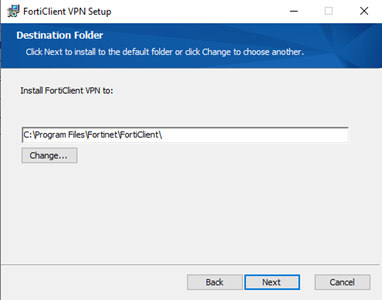 FortiClient VPN Setup
Destination Folder
Click Next to install to the default folder or click Change to choose another.
Install FortiClient VPN to:
C:\Program Files\Fortinet\FortiClient\
Change...
Back
Next
Cancel